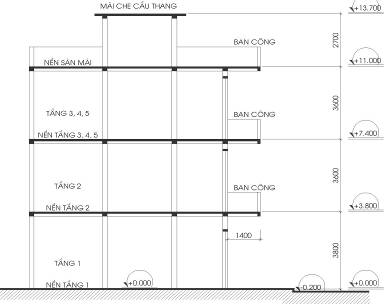 MÁI CHE CẦU THANG
+13.700
2700
BAN CÔNG
+11.000
NỀN SÂN MÁI
3600
TẦNG 3, 4, 5
BAN CÔNG
NỀN TẦNG 3, 4, 5
+7.400
3600
TẦNG 2
BAN CÔNG
NỀN TẦNG 2
+3.800
1400
3800
TẦNG 1
NỀN TẦNG 1
+0.000
-0.200
+0.000